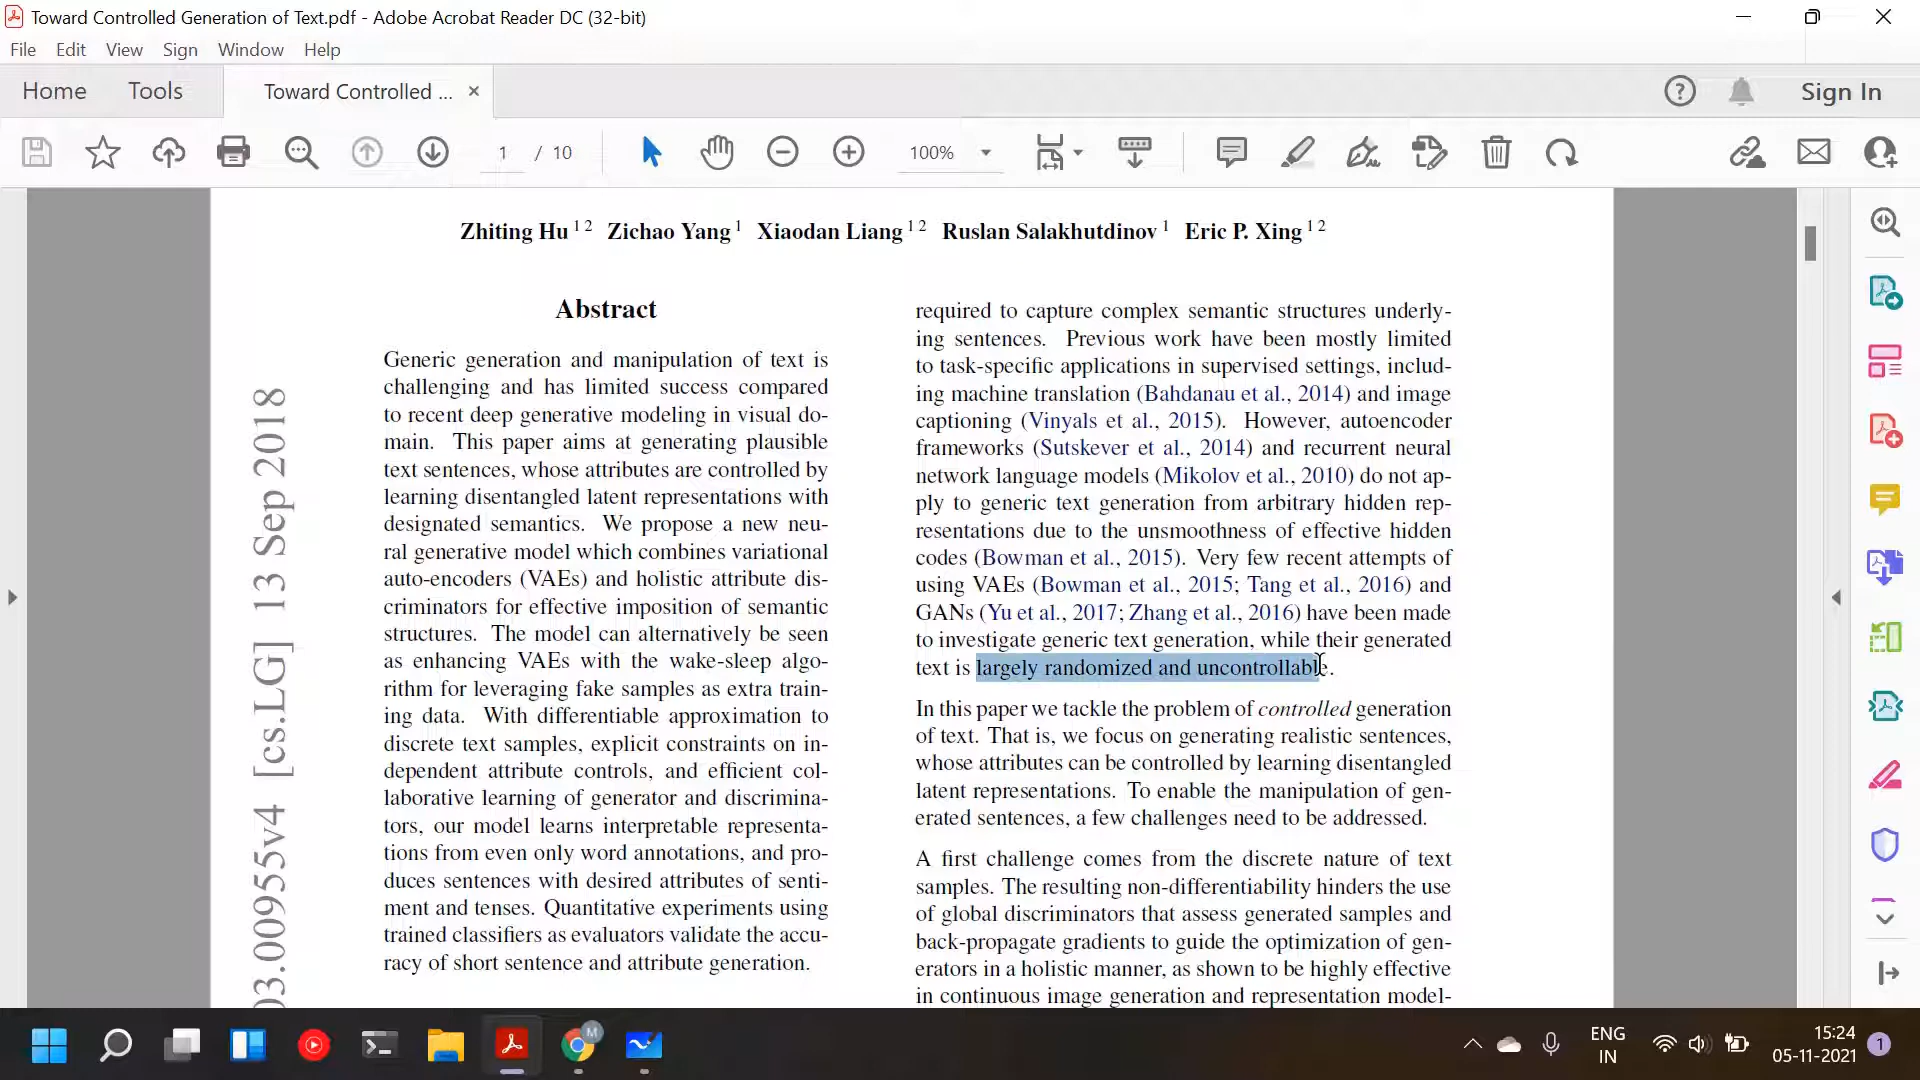 Toward Controlled Generation of Text.pdf - Adobe Acrobat Reader DC (32-bit)
File Edit View Sign Window Help
Home Tools Toward Controlled ... × Sign In
1 / 10 100%
Zhiting Hu 1 2 Zichao Yang 1 Xiaodan Liang 1 2 Ruslan Salakhutdinov 1 Eric P. Xing 1 2
03.00955v4 [cs.LG] 13 Sep 2018
Abstract
Generic generation and manipulation of text is
challenging and has limited success compared
to recent deep generative modeling in visual do-
main. This paper aims at generating plausible
text sentences, whose attributes are controlled by
learning disentangled latent representations with
designated semantics. We propose a new neu-
ral generative model which combines variational
auto-encoders (VAEs) and holistic attribute dis-
criminators for effective imposition of semantic
structures. The model can alternatively be seen
as enhancing VAEs with the wake-sleep algo-
rithm for leveraging fake samples as extra train-
ing data. With differentiable approximation to
discrete text samples, explicit constraints on in-
dependent attribute controls, and efficient col-
laborative learning of generator and discrimina-
tors, our model learns interpretable representa-
tions from even only word annotations, and pro-
duces sentences with desired attributes of senti-
ment and tenses. Quantitative experiments using
trained classifiers as evaluators validate the accu-
racy of short sentence and attribute generation.
required to capture complex semantic structures underly-
ing sentences. Previous work have been mostly limited
to task-specific applications in supervised settings, includ-
ing machine translation (Bahdanau et al., 2014) and image
captioning (Vinyals et al., 2015). However, autoencoder
frameworks (Sutskever et al., 2014) and recurrent neural
network language models (Mikolov et al., 2010) do not ap-
ply to generic text generation from arbitrary hidden rep-
resentations due to the unsmoothness of effective hidden
codes (Bowman et al., 2015). Very few recent attempts of
using VAEs (Bowman et al., 2015; Tang et al., 2016) and
GANs (Yu et al., 2017; Zhang et al., 2016) have been made
to investigate generic text generation, while their generated
text is largely randomized and uncontrollable.
In this paper we tackle the problem of controlled generation
of text. That is, we focus on generating realistic sentences,
whose attributes can be controlled by learning disentangled
latent representations. To enable the manipulation of gen-
erated sentences, a few challenges need to be addressed.
A first challenge comes from the discrete nature of text
samples. The resulting non-differentiability hinders the use
of global discriminators that assess generated samples and
back-propagate gradients to guide the optimization of gen-
erators in a holistic manner, as shown to be highly effective
in continuous image generation and representation model-
M
ENG
IN
15:24
05-11-2021
1